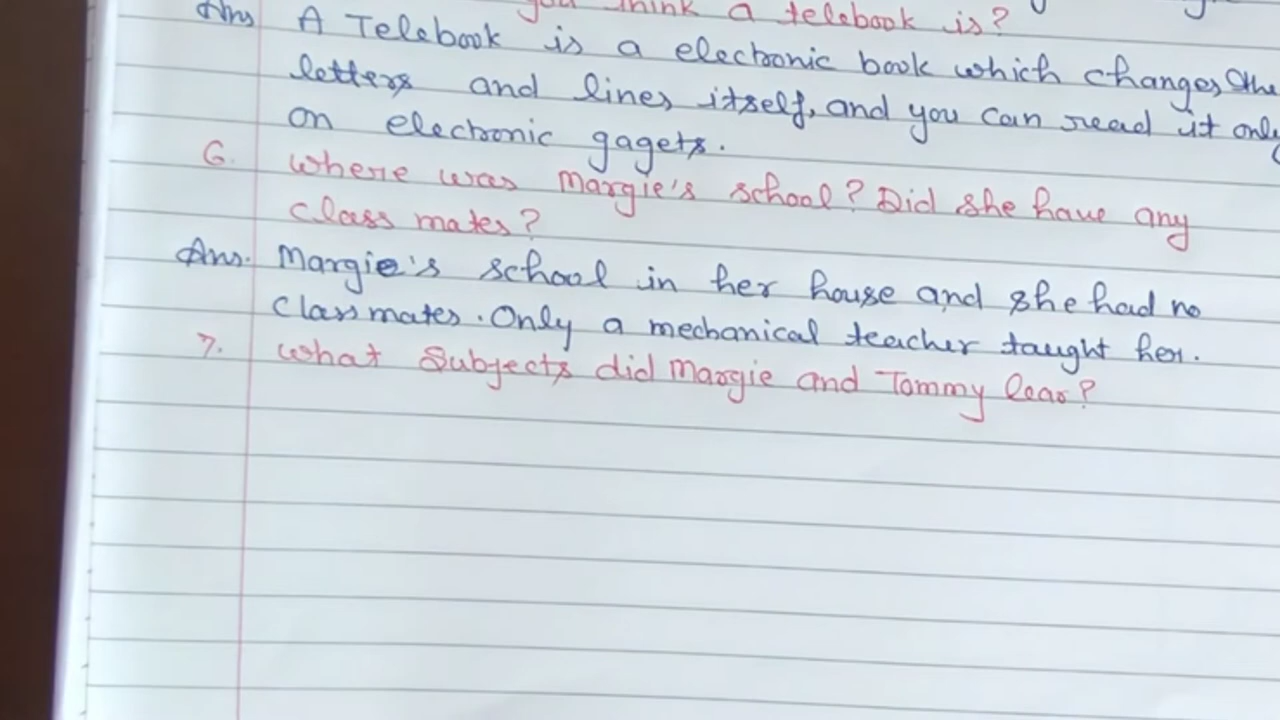 you think a telebook is?
Ans A Telebook is a electronic book which changes the
letters and lines itself, and you can read it only
on electronic gagets.
6. Where was Margie's school? Did she have any
class mates?
Ans. Margie's school in her house and she had no
Classmates. Only a mechanical teacher taught her.
7. What Subjects did Margie and Tommy lear?